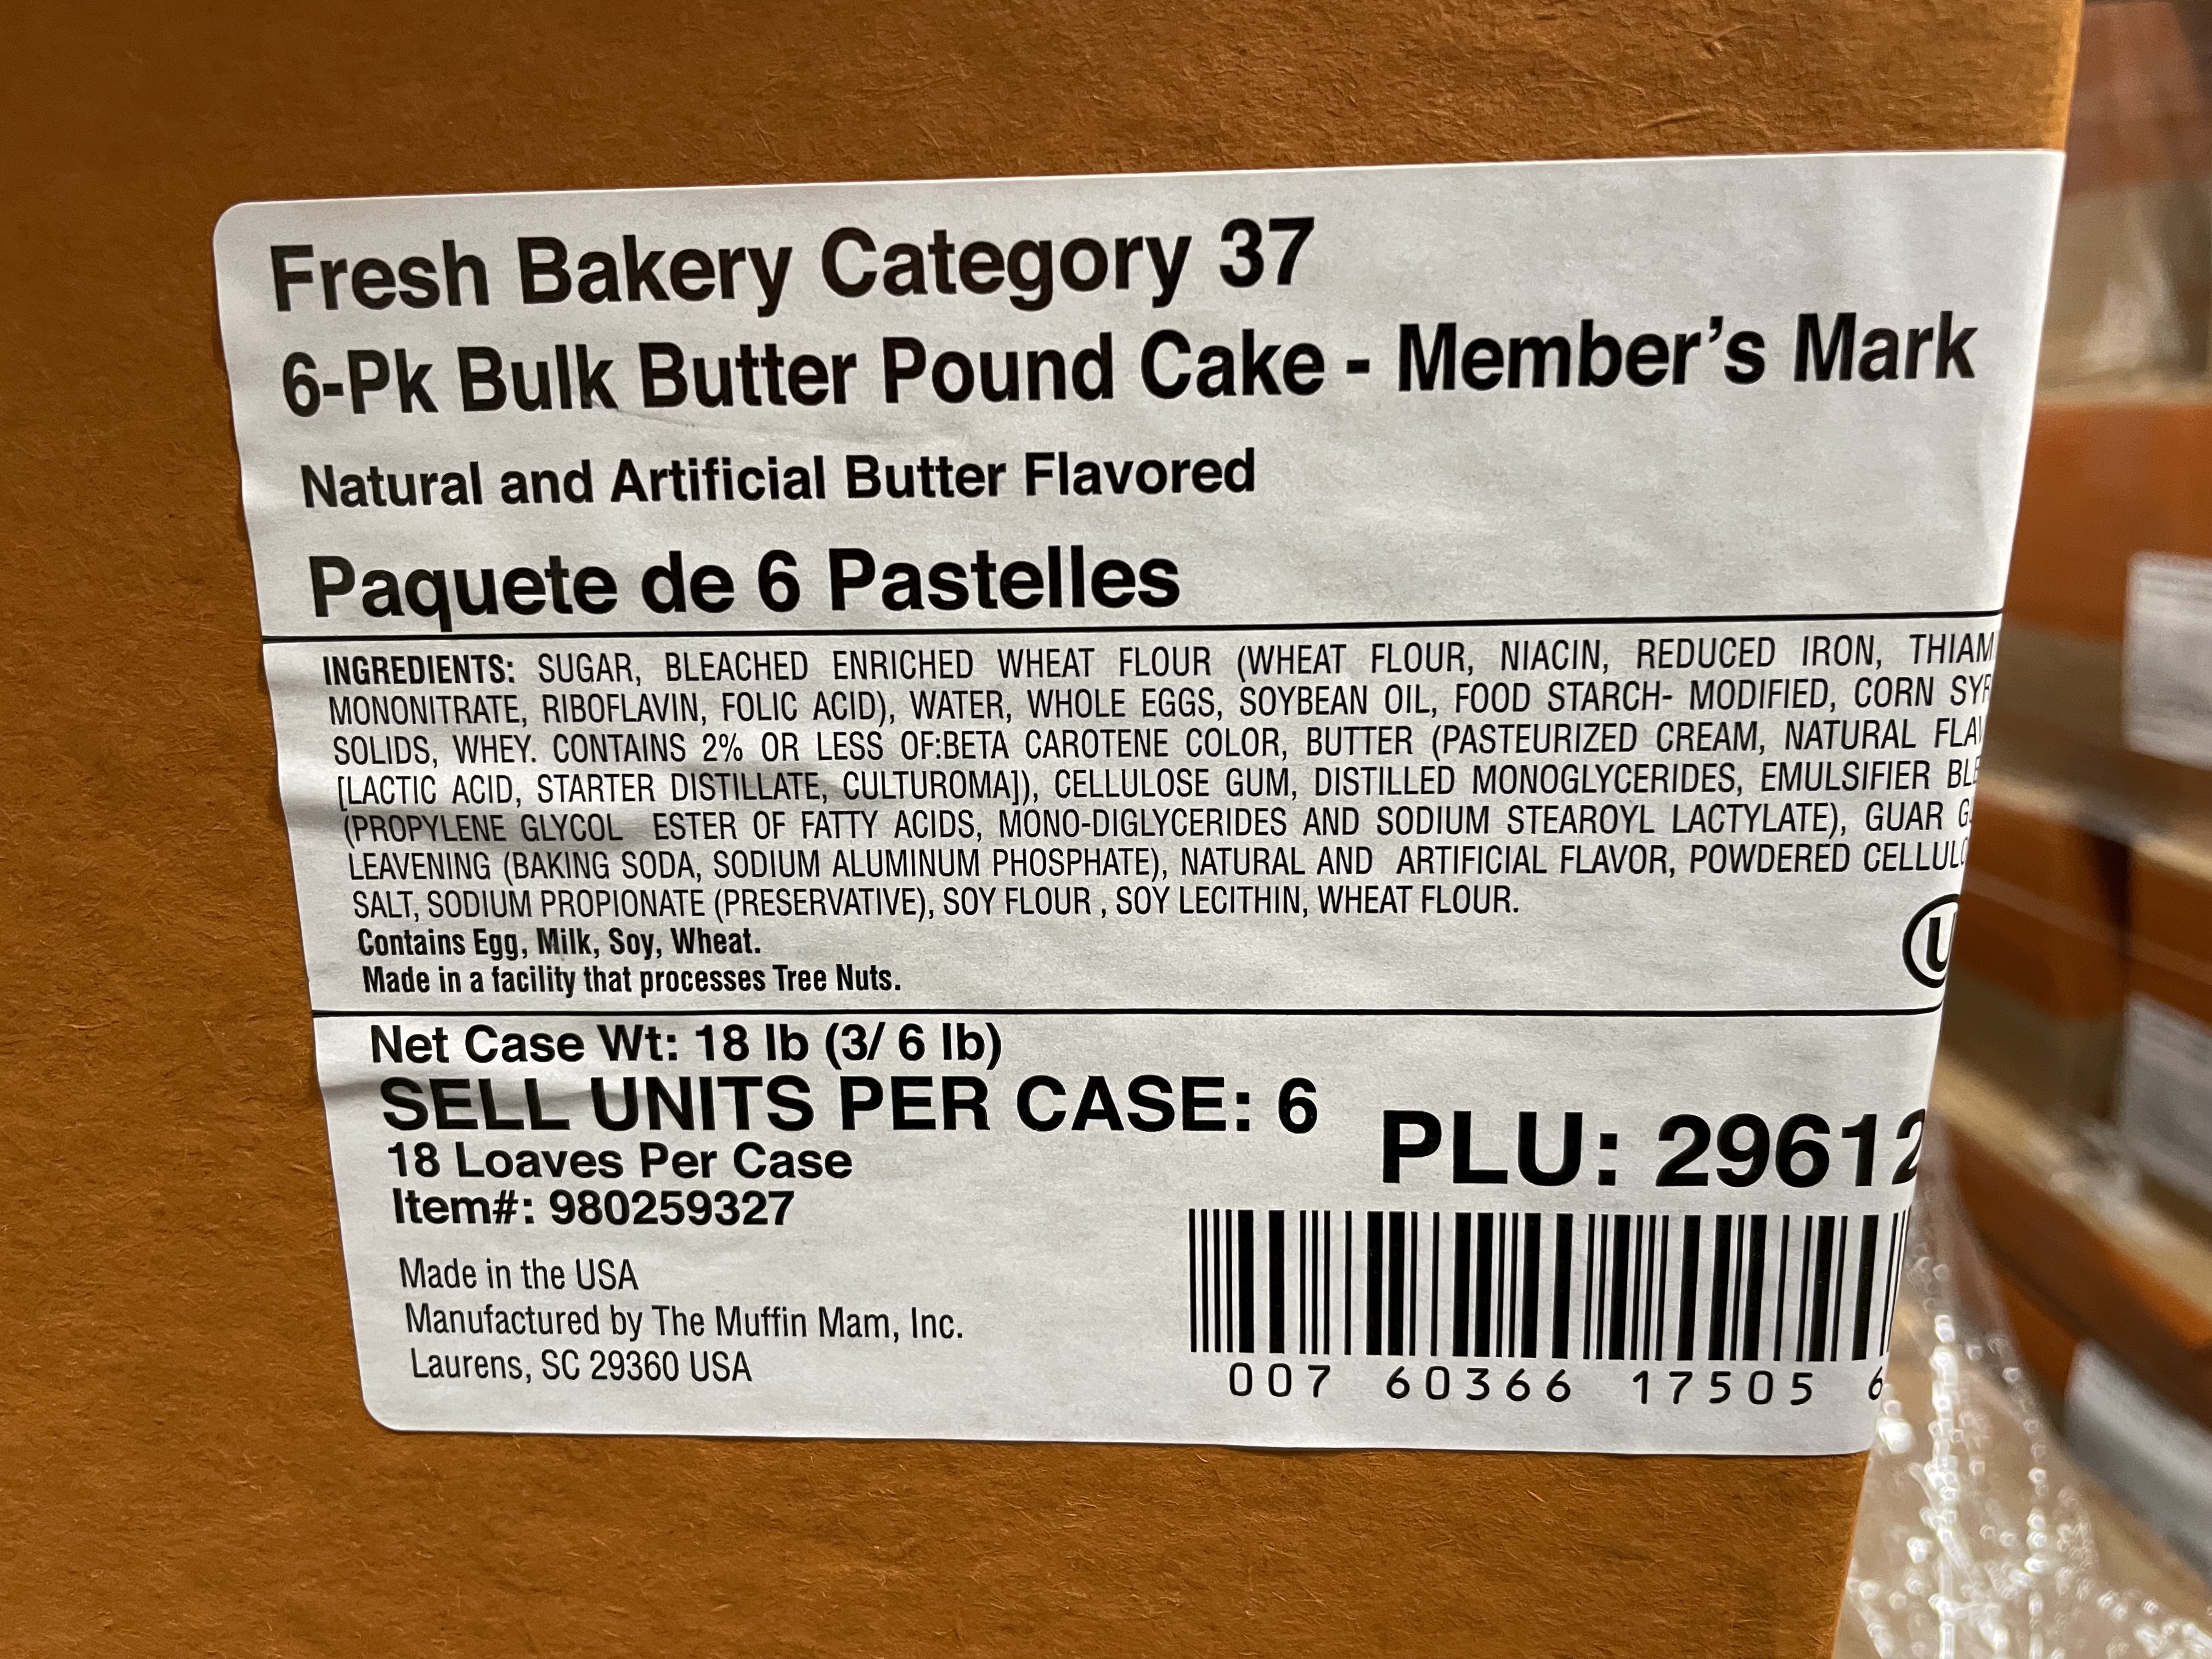 Fresh Bakery Category 37
6-Pk Bulk Butter Pound Cake - Member's Mark
Natural and Artificial Butter Flavored
Paquete de 6 Pastelles
INGREDIENTS: SUGAR, BLEACHED ENRICHED WHEAT FLOUR (WHEAT FLOUR, NIACIN, REDUCED IRON, THIAM
MONONITRATE, RIBOFLAVIN, FOLIC ACID), WATER, WHOLE EGGS, SOYBEAN OIL, FOOD STARCH- MODIFIED, CORN SYR
SOLIDS, WHEY. CONTAINS 2% OR LESS OF:BETA CAROTENE COLOR, BUTTER (PASTEURIZED CREAM, NATURAL FLAV
[LACTIC ACID, STARTER DISTILLATE, CULTUROMA]), CELLULOSE GUM, DISTILLED MONOGLYCERIDES, EMULSIFIER BLE
(PROPYLENE GLYCOL ESTER OF FATTY ACIDS, MONO-DIGLYCERIDES AND SODIUM STEAROYL LACTYLATE), GUAR G
LEAVENING (BAKING SODA, SODIUM ALUMINUM PHOSPHATE), NATURAL AND ARTIFICIAL FLAVOR, POWDERED CELLULO
SALT, SODIUM PROPIONATE (PRESERVATIVE), SOY FLOUR , SOY LECITHIN, WHEAT FLOUR.
Contains Egg, Milk, Soy, Wheat.
Made in a facility that processes Tree Nuts.
U
Net Case Wt: 18 lb (3/ 6 lb)
SELL UNITS PER CASE: 6
PLU: 29612
18 Loaves Per Case
Item#: 980259327
Made in the USA
Manufactured by The Muffin Mam, Inc.
Laurens, SC 29360 USA
007 60366 17505 6